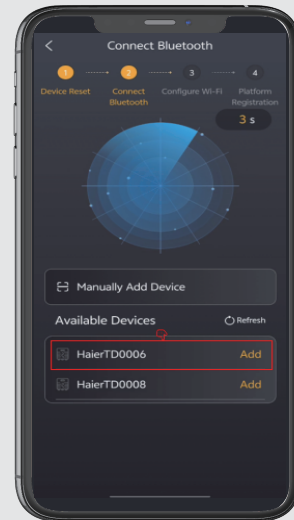 Connect Bluetooth
1 2 3 4
Device Reset Connect Bluetooth Configure Wi-Fi Platform Registration
3 s
Manually Add Device
Available Devices Refresh
HaierTD0006 Add
HaierTD0008 Add